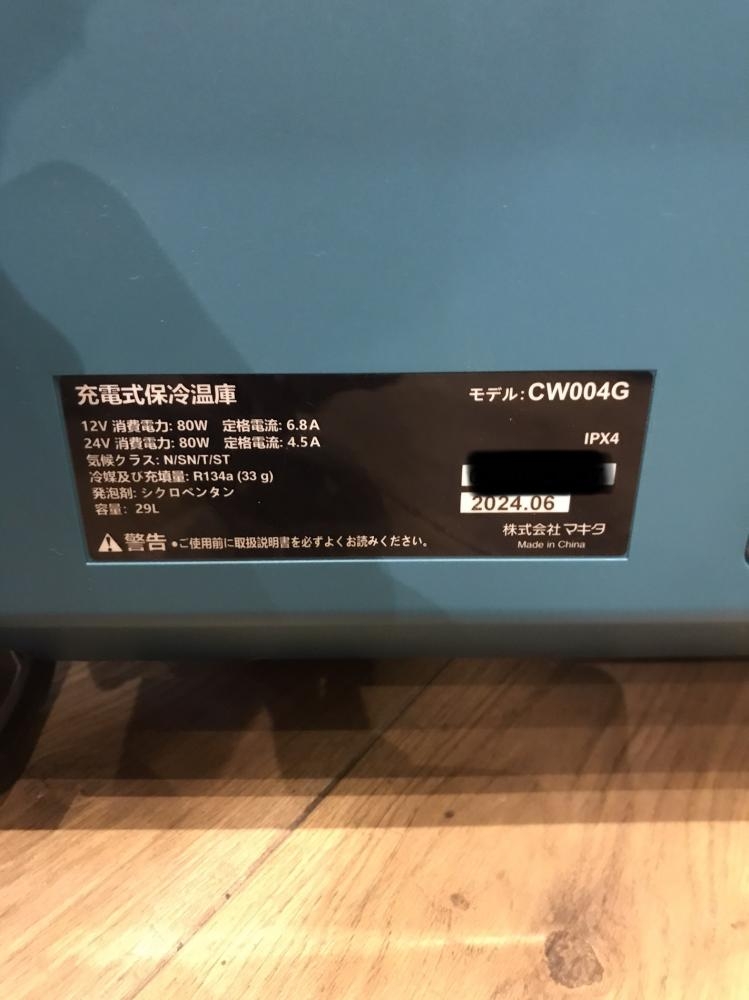 充電式保冷温庫
モデル: CW004G
12V 消費電力: 80W 定格電流: 6.8A
24V 消費電力: 80W 定格電流: 4.5A
気候クラス: N/SN/T/ST
冷媒及び充填量: R134a (33 g)
発泡剤: シクロペンタン
容量: 29L
IPX4
2024.06
株式会社マキタ
Made in China
警告 •ご使用前に取扱説明書を必ずよくお読みください。